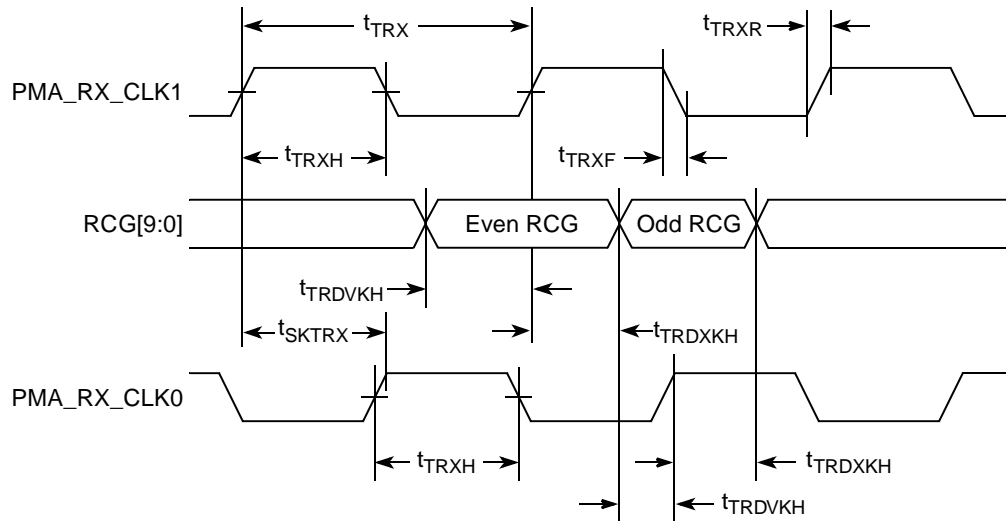 tTRX
tTRXR
PMA_RX_CLK1
tTRXH
tTRXF
RCG[9:0]
Even RCG
Odd RCG
tTRDVKH
tSKTRX
tTRDXKH
PMA_RX_CLK0
tTRXH
tTRDXKH
tTRDVKH